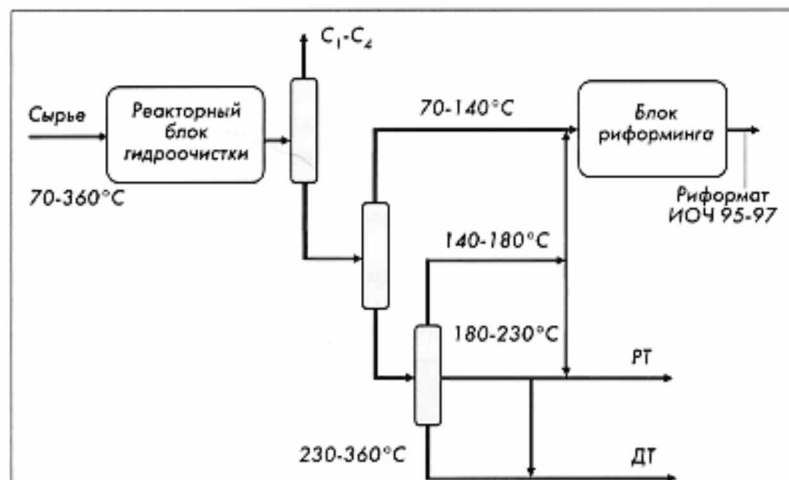 C₁-C₄
Сырье
70-360°C
Реакторный
блок
гидроочистки
70-140°C
Блок
риформинга
Риформат
ИОЧ 95-97
140-180°C
180-230°C
РТ
230-360°C
ДТ